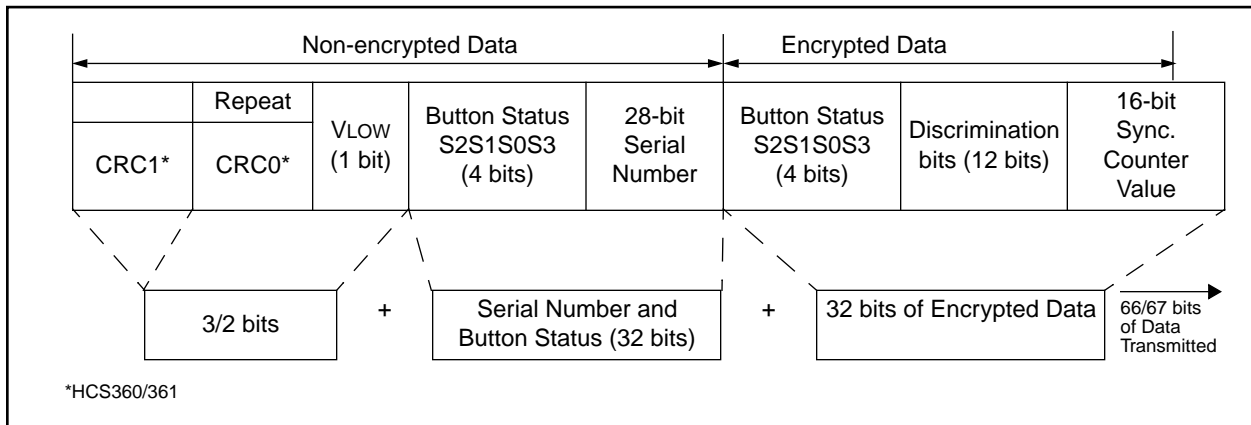 Non-encrypted Data
Encrypted Data
CRC1*
Repeat
CRC0*
VLOW
(1 bit)
Button Status
S2S1S0S3
(4 bits)
28-bit
Serial
Number
Button Status
S2S1S0S3
(4 bits)
Discrimination
bits (12 bits)
16-bit
Sync.
Counter
Value
3/2 bits
+
Serial Number and
Button Status (32 bits)
+
32 bits of Encrypted Data
66/67 bits
of Data
Transmitted
*HCS360/361